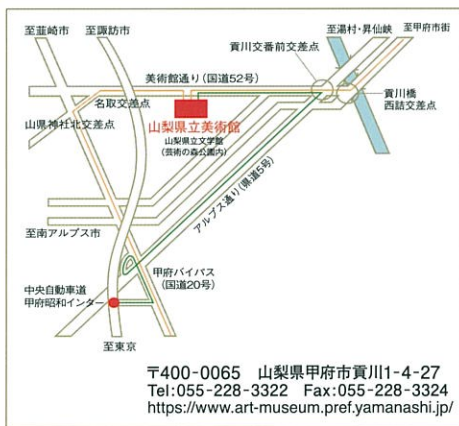 至韮崎市
至諏訪市
至湯村・昇仙峡
至甲府市街
貢川交番前交差点
美術館通り(国道52号)
名取交差点
貢川橋
西詰交差点
山県神社北交差点
山梨県立美術館
山梨県立文学館
(芸術の森公園内)
アルプス通り(県道5号)
至南アルプス市
甲府バイパス
(国道20号)
中央自動車道
甲府昭和インター
至東京
〒400-0065 山梨県甲府市貢川1-4-27
Tel:055-228-3322 Fax:055-228-3324
https://www.art-museum.pref.yamanashi.jp/